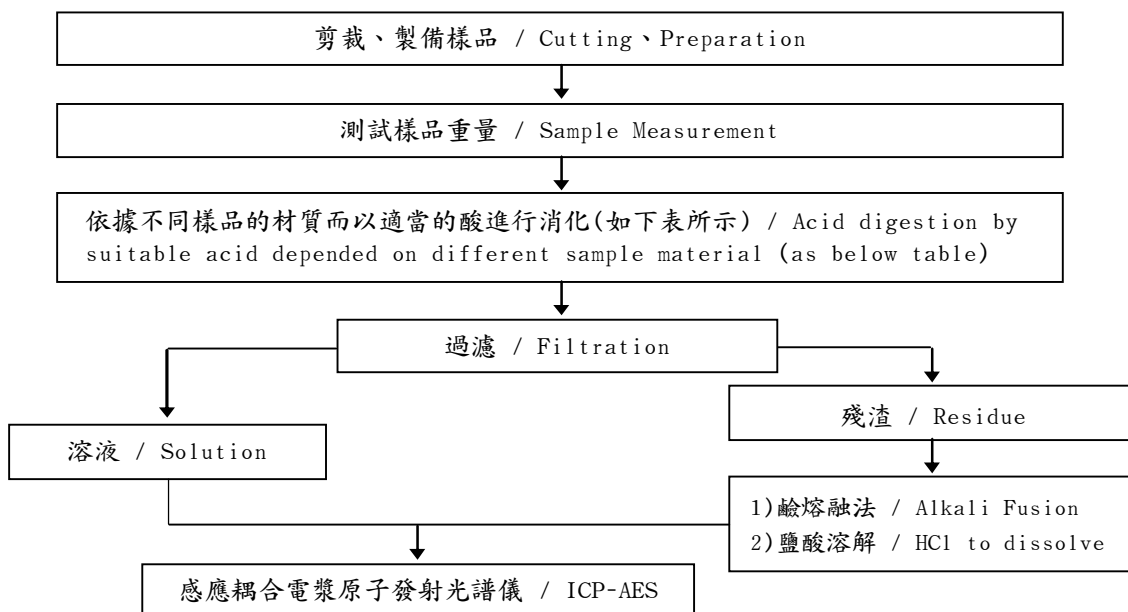 剪裁、製備樣品 / Cutting、Preparation
測試樣品重量 / Sample Measurement
依據不同樣品的材質而以適當的酸進行消化(如下表所示) / Acid digestion by
suitable acid depended on different sample material (as below table)
過濾 / Filtration
溶液 / Solution
殘渣 / Residue
1)鹼熔融法 / Alkali Fusion
2)鹽酸溶解 / HCl to dissolve
感應耦合電漿原子發射光譜儀 / ICP-AES